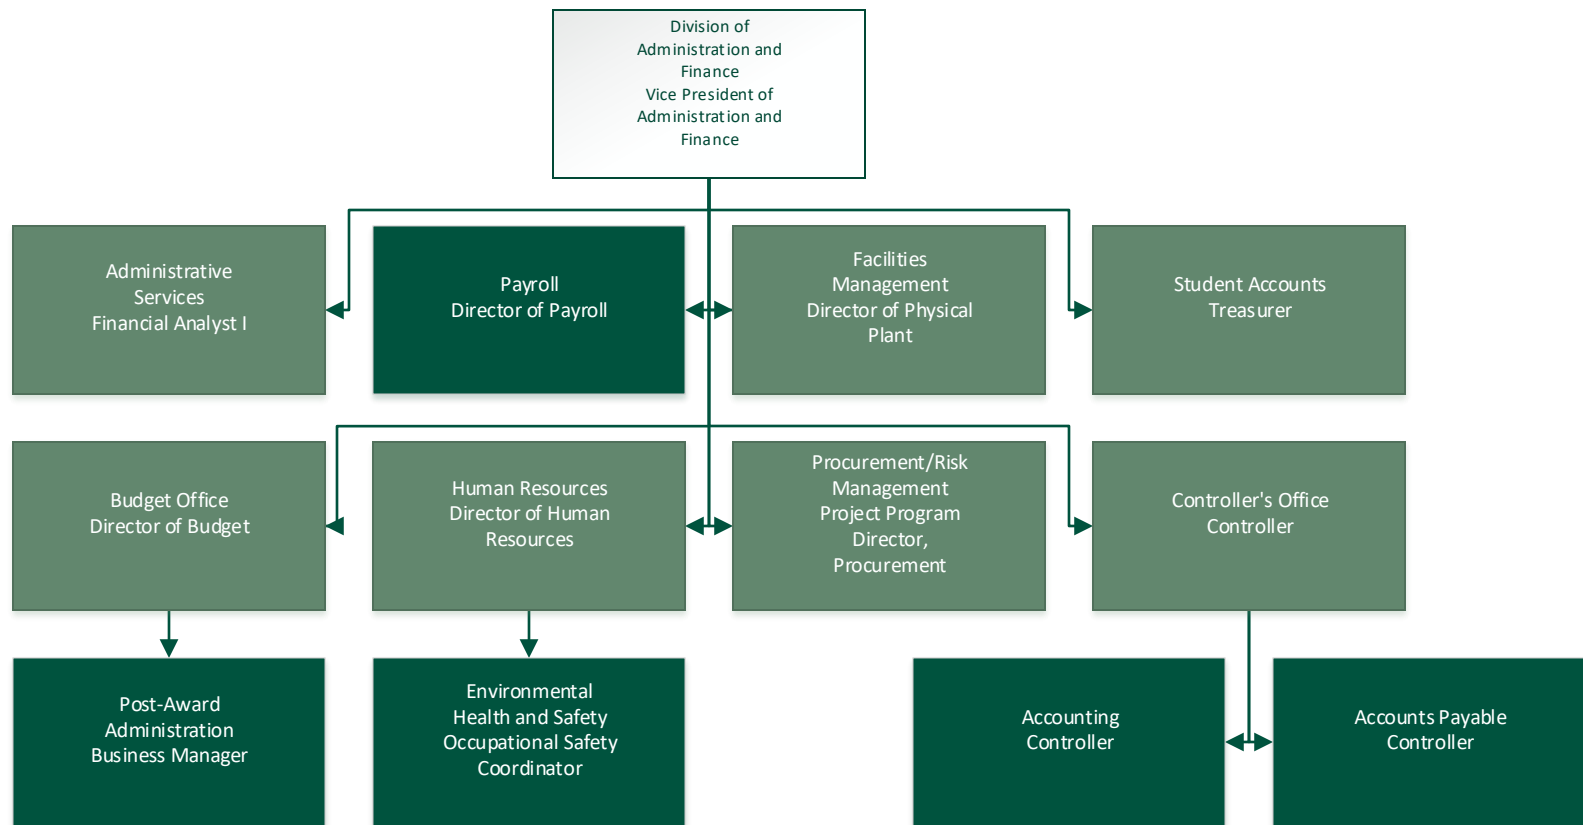 Division of
Administration and
Finance
Vice President of
Administration and
Finance
Administrative
Services
Financial Analyst I
Payroll
Director of Payroll
Facilities
Management
Director of Physical
Plant
Student Accounts
Treasurer
Budget Office
Director of Budget
Human Resources
Director of Human
Resources
Procurement/Risk
Management
Project Program
Director,
Procurement
Controller's Office
Controller
Post-Award
Administration
Business Manager
Environmental
Health and Safety
Occupational Safety
Coordinator
Accounting
Controller
Accounts Payable
Controller